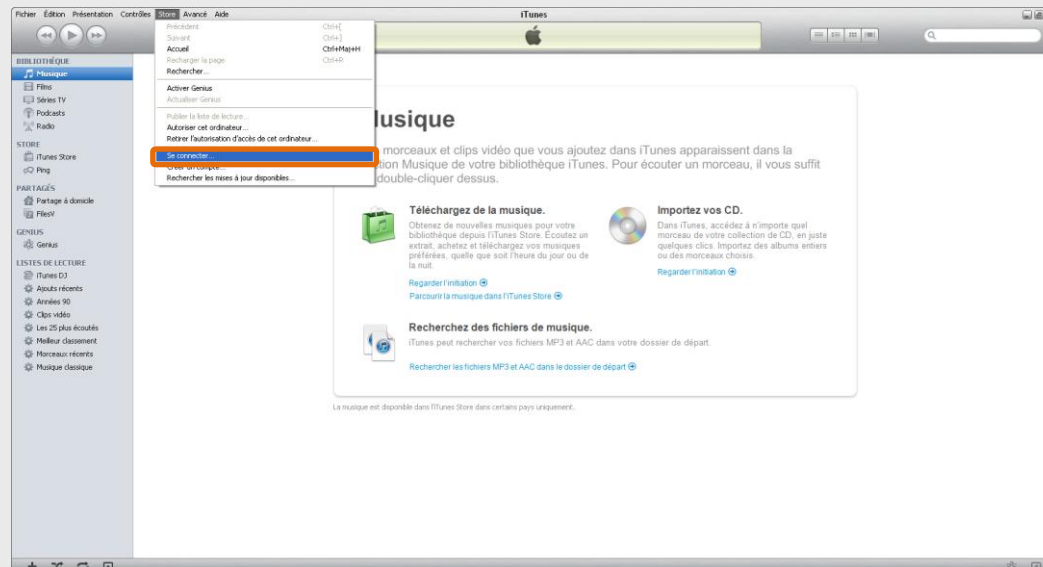 Fichier Édition Présentation Contrôles Store Avancé Aide
iTunes
Précédent Ctrl+[
Suivant Ctrl+]
Accueil Ctrl+Maj+H
Recharger la page Ctrl+R
Rechercher...
Activer Genius
Actualiser Genius
Publier la liste de lecture...
Autoriser cet ordinateur...
Retirer l'autorisation d'accès de cet ordinateur...
Se connecter...
Créer un compte...
Rechercher les mises à jour disponibles...
BIBLIOTHÈQUE
Musique
Films
Séries TV
Podcasts
Radio
STORE
iTunes Store
Ping
PARTAGÉS
Partage à domicile
FilesV
GENIUS
Genius
LISTES DE LECTURE
iTunes DJ
Ajouts récents
Années 90
Clips vidéo
Les 25 plus écoutés
Meilleur classement
Morceaux récents
Musique classique
usique
morceaux et clips vidéo que vous ajoutez dans iTunes apparaissent dans la
tion Musique de votre bibliothèque iTunes. Pour écouter un morceau, il vous suffit
double-cliquer dessus.
Téléchargez de la musique.
Obtenez de nouvelles musiques pour votre
bibliothèque depuis l'iTunes Store. Écoutez un
extrait, achetez et téléchargez vos musiques
préférées, quelle que soit l'heure du jour ou de
la nuit.
Regarder l'initiation
Parcourir la musique dans l'iTunes Store
Importez vos CD.
Dans iTunes, accédez à n'importe quel
morceau de votre collection de CD, en juste
quelques clics. Importez des albums entiers
ou des morceaux choisis.
Regarder l'initiation
Recherchez des fichiers de musique.
iTunes peut rechercher vos fichiers MP3 et AAC dans votre dossier de départ.
Rechercher les fichiers MP3 et AAC dans le dossier de départ
La musique est disponible dans l'iTunes Store dans certains pays uniquement.